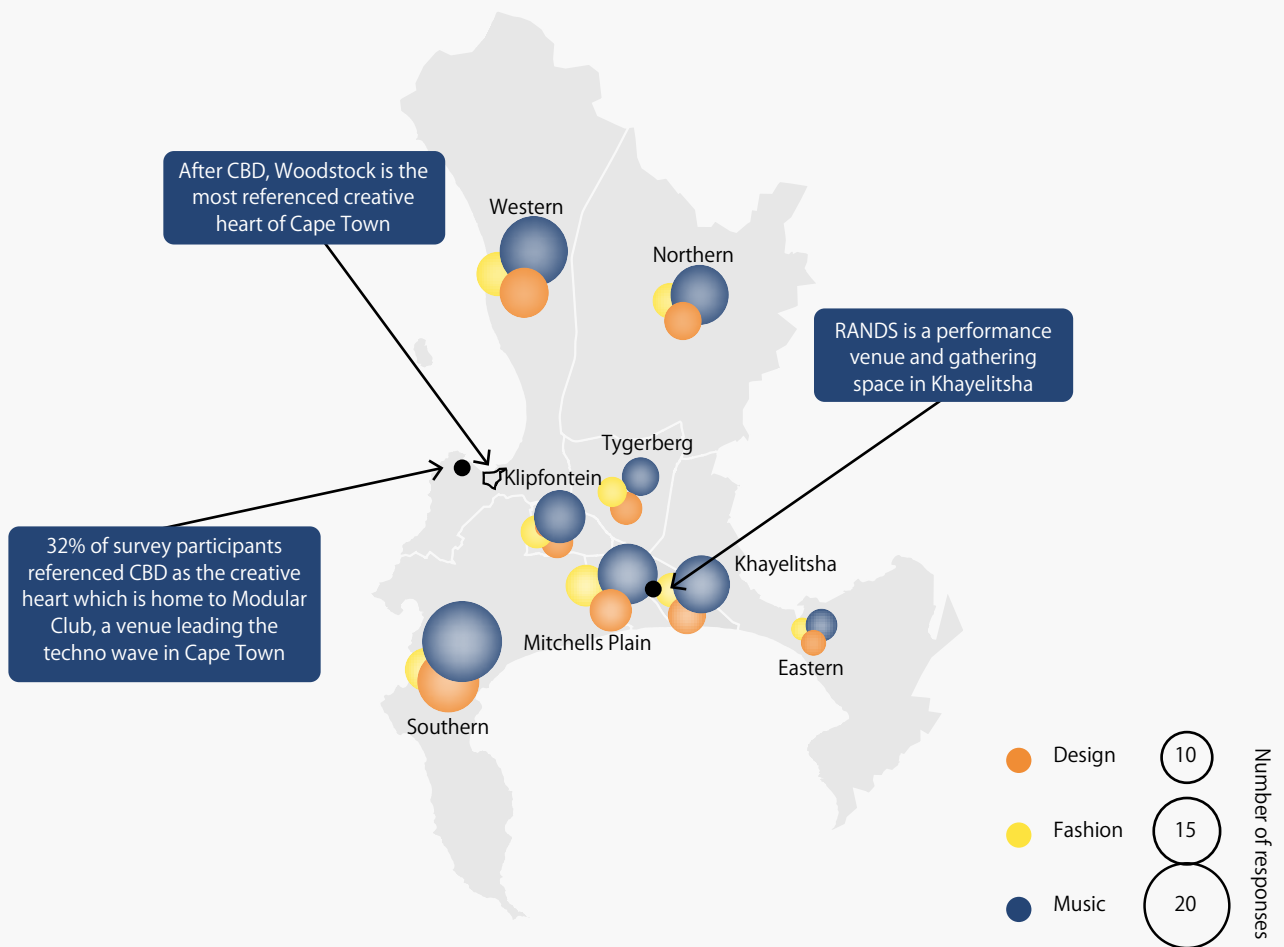 After CBD, Woodstock is the
most referenced creative
heart of Cape Town
Western
Northern
RANDS is a performance
venue and gathering
space in Khayelitsha
Tygerberg
Klipfontein
32% of survey participants
referenced CBD as the creative
heart which is home to Modular
Club, a venue leading the
techno wave in Cape Town
Khayelitsha
Mitchells Plain
Eastern
Southern
Design
10
Fashion
15
Music
20
Number of responses